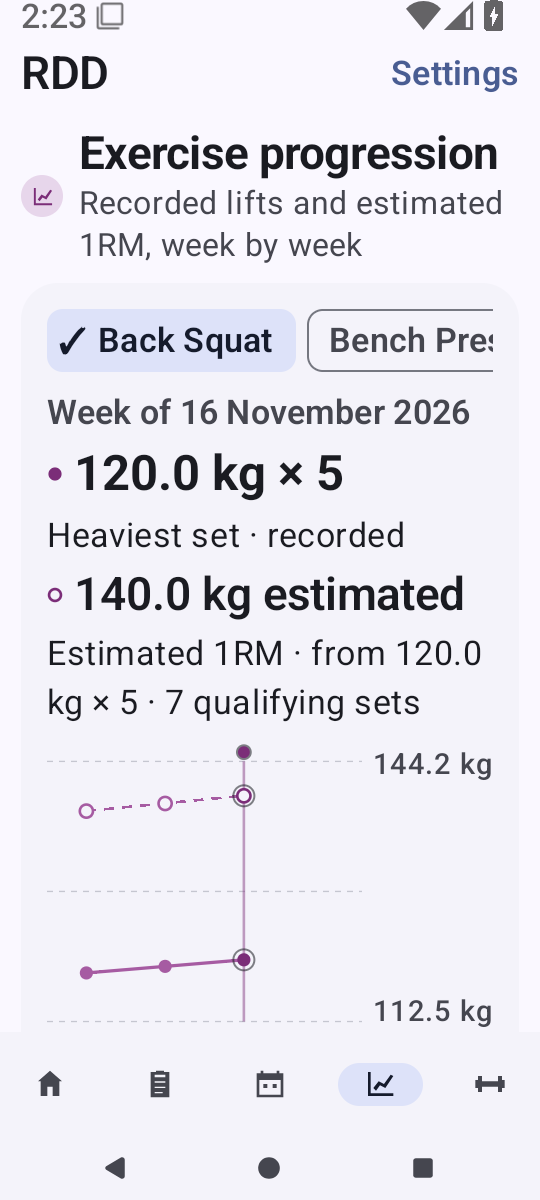 2:23
RDD
Settings
Exercise progression
Recorded lifts and estimated
1RM, week by week
✓ Back Squat
Bench Pres
Week of 16 November 2026
120.0 kg × 5
Heaviest set · recorded
140.0 kg estimated
Estimated 1RM · from 120.0
kg × 5 · 7 qualifying sets
144.2 kg
112.5 kg